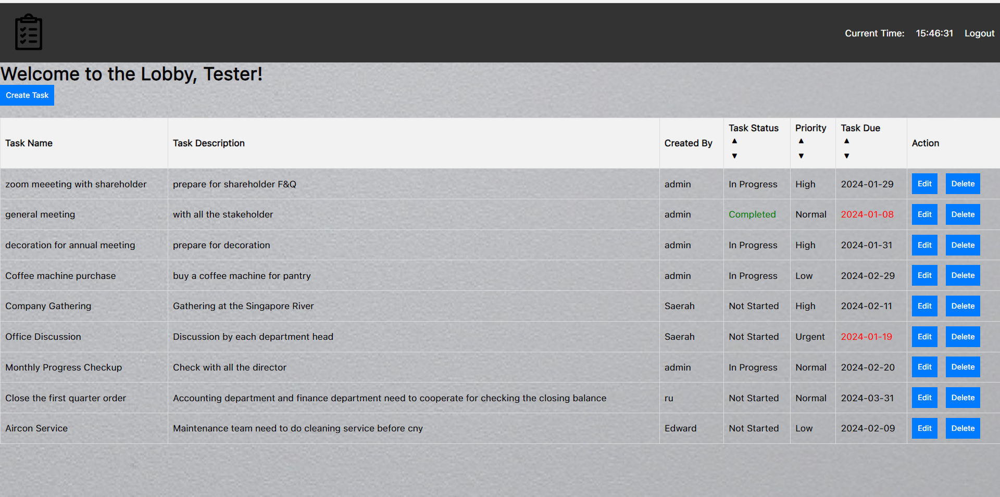 Current Time: 15:46:31 Logout
Welcome to the Lobby, Tester!
Create Task
Task Name Task Description Created By Task Status ▲ ▼ Priority ▲ ▼ Task Due ▲ ▼ Action
zoom meeeting with shareholder prepare for shareholder F&Q admin In Progress High 2024-01-29 Edit Delete
general meeting with all the stakeholder admin Completed Normal 2024-01-08 Edit Delete
decoration for annual meeting prepare for decoration admin In Progress High 2024-01-31 Edit Delete
Coffee machine purchase buy a coffee machine for pantry admin In Progress Low 2024-02-29 Edit Delete
Company Gathering Gathering at the Singapore River Saerah Not Started High 2024-02-11 Edit Delete
Office Discussion Discussion by each department head Saerah Not Started Urgent 2024-01-19 Edit Delete
Monthly Progress Checkup Check with all the director admin In Progress Normal 2024-02-20 Edit Delete
Close the first quarter order Accounting department and finance department need to cooperate for checking the closing balance ru Not Started Normal 2024-03-31 Edit Delete
Aircon Service Maintenance team need to do cleaning service before cny Edward Not Started Low 2024-02-09 Edit Delete